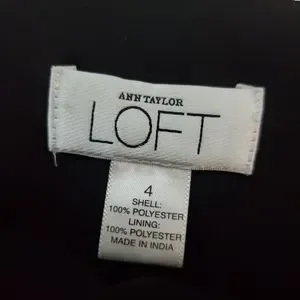 ANN TAYLOR
LOFT
4
SHELL:
100% POLYESTER
LINING:
100% POLYESTER
MADE IN INDIA